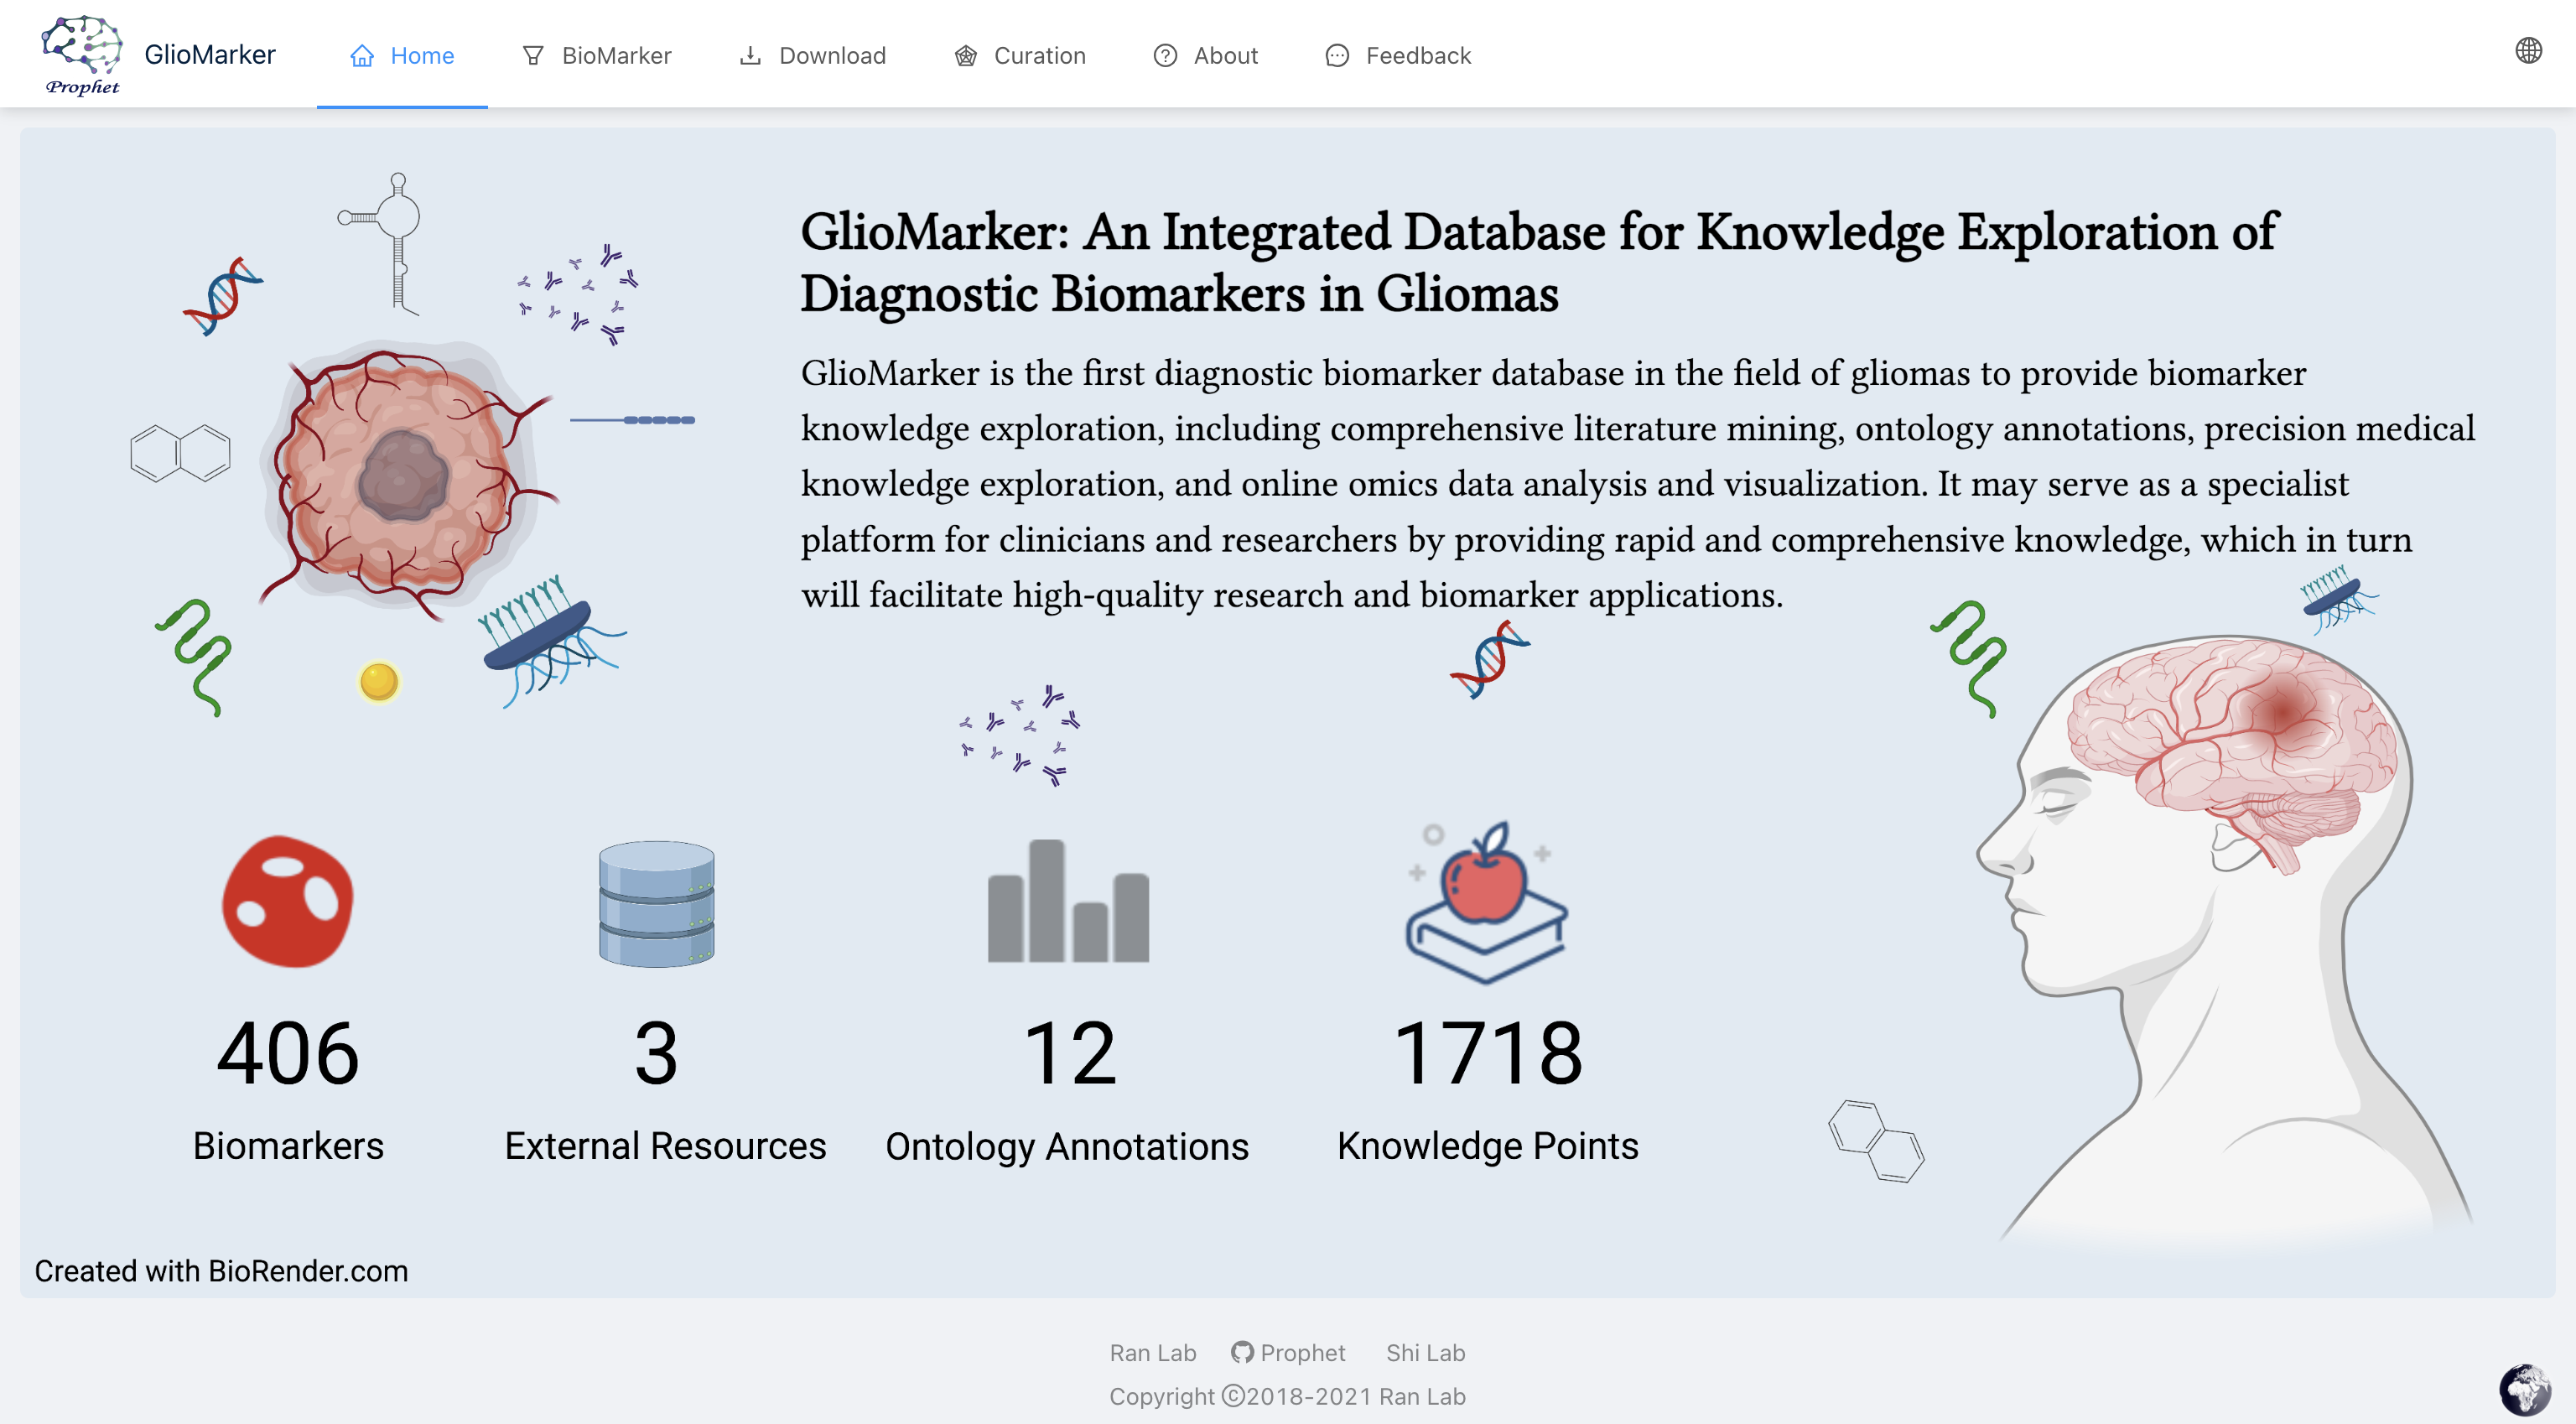 Prophet
GlioMarker
Home
BioMarker
Download
Curation
About
Feedback
GlioMarker: An Integrated Database for Knowledge Exploration of
Diagnostic Biomarkers in Gliomas
GlioMarker is the first diagnostic biomarker database in the field of gliomas to provide biomarker
knowledge exploration, including comprehensive literature mining, ontology annotations, precision medical
knowledge exploration, and online omics data analysis and visualization. It may serve as a specialist
platform for clinicians and researchers by providing rapid and comprehensive knowledge, which in turn
will facilitate high-quality research and biomarker applications.
406
Biomarkers
3
External Resources
12
Ontology Annotations
1718
Knowledge Points
Created with BioRender.com
Ran Lab Prophet Shi Lab
Copyright ©2018-2021 Ran Lab